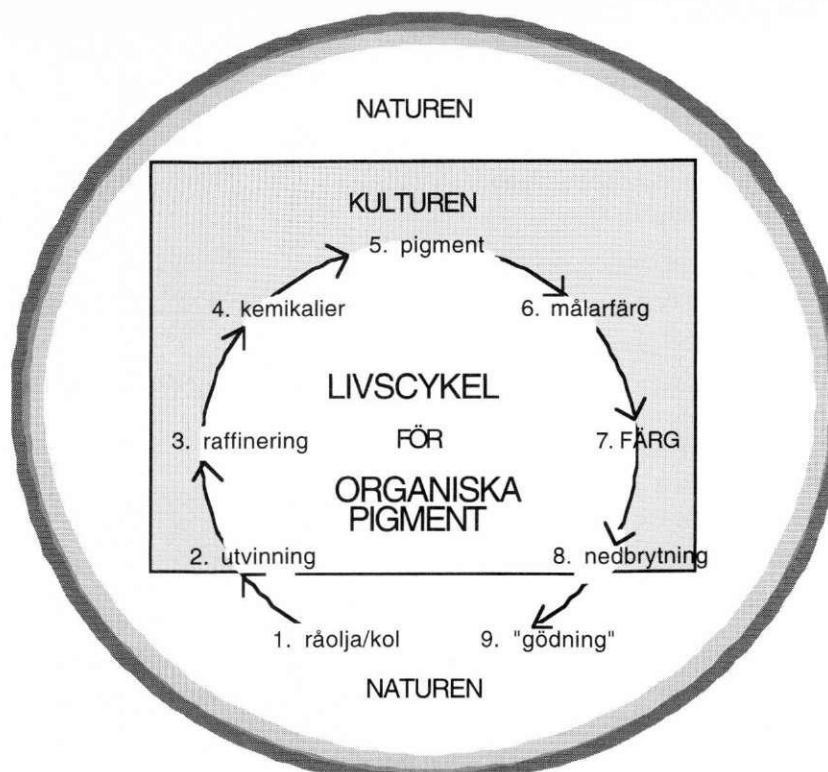 NATUREN
KULTUREN
5. pigment
4. kemikalier
6. målarfärg
LIVSCYKEL
3. raffinering
FÖR
7. FÄRG
ORGANISKA
PIGMENT
2. utvinning
8. nedbrytning
1. råolja/kol
9. "gödning"
NATUREN